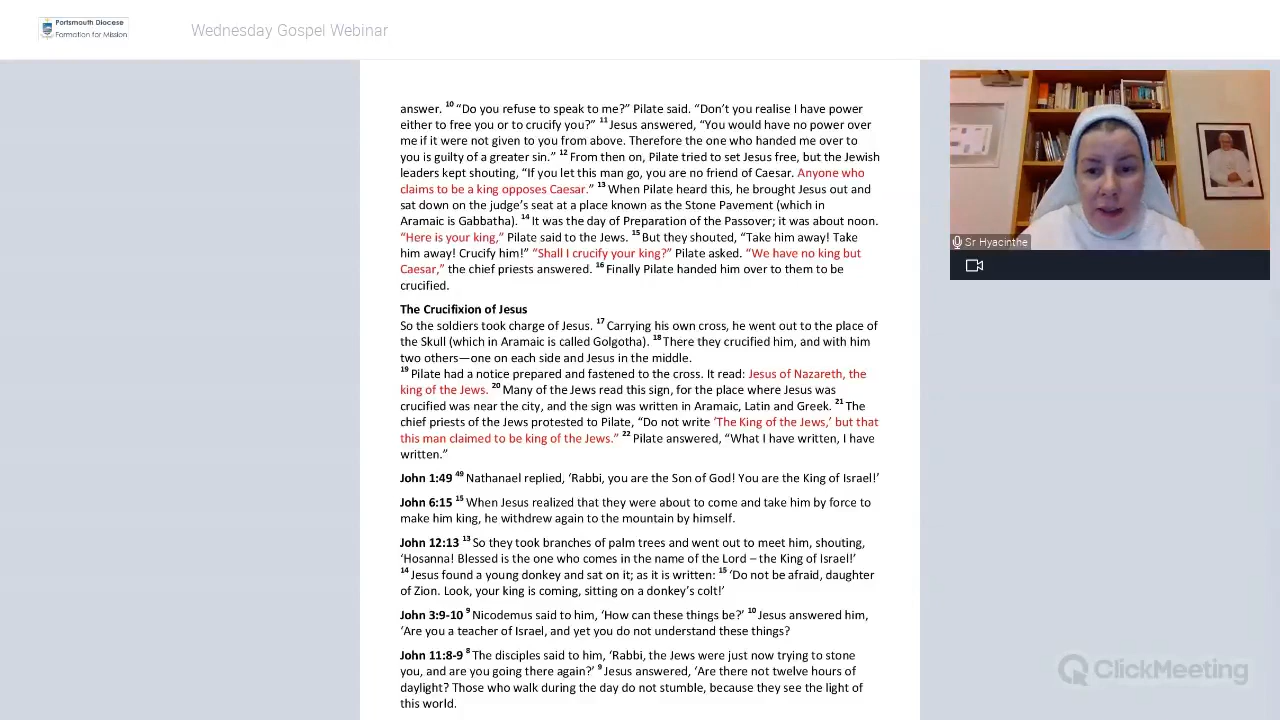 Portsmouth Diocese
Formation for Mission
Wednesday Gospel Webinar
answer. 10 “Do you refuse to speak to me?” Pilate said. “Don’t you realise I have power
either to free you or to crucify you?” 11 Jesus answered, “You would have no power over
me if it were not given to you from above. Therefore the one who handed me over to
you is guilty of a greater sin.” 12 From then on, Pilate tried to set Jesus free, but the Jewish
leaders kept shouting, “If you let this man go, you are no friend of Caesar. Anyone who
claims to be a king opposes Caesar.” 13 When Pilate heard this, he brought Jesus out and
sat down on the judge’s seat at a place known as the Stone Pavement (which in
Aramaic is Gabbatha). 14 It was the day of Preparation of the Passover; it was about noon.
“Here is your king,” Pilate said to the Jews. 15 But they shouted, “Take him away! Take
him away! Crucify him!” “Shall I crucify your king?” Pilate asked. “We have no king but
Caesar,” the chief priests answered. 16 Finally Pilate handed him over to them to be
crucified.
The Crucifixion of Jesus
So the soldiers took charge of Jesus. 17 Carrying his own cross, he went out to the place of
the Skull (which in Aramaic is called Golgotha). 18 There they crucified him, and with him
two others—one on each side and Jesus in the middle.
19 Pilate had a notice prepared and fastened to the cross. It read: Jesus of Nazareth, the
king of the Jews. 20 Many of the Jews read this sign, for the place where Jesus was
crucified was near the city, and the sign was written in Aramaic, Latin and Greek. 21 The
chief priests of the Jews protested to Pilate, “Do not write ‘The King of the Jews,’ but that
this man claimed to be king of the Jews.” 22 Pilate answered, “What I have written, I have
written.”
John 1:49 49 Nathanael replied, ‘Rabbi, you are the Son of God! You are the King of Israel!’
John 6:15 15 When Jesus realized that they were about to come and take him by force to
make him king, he withdrew again to the mountain by himself.
John 12:13 13 So they took branches of palm trees and went out to meet him, shouting,
‘Hosanna! Blessed is the one who comes in the name of the Lord – the King of Israel!’
14 Jesus found a young donkey and sat on it; as it is written: 15 ‘Do not be afraid, daughter
of Zion. Look, your king is coming, sitting on a donkey’s colt!’
John 3:9-10 9 Nicodemus said to him, ‘How can these things be?’ 10 Jesus answered him,
‘Are you a teacher of Israel, and yet you do not understand these things?
John 11:8-9 8 The disciples said to him, ‘Rabbi, the Jews were just now trying to stone
you, and are you going there again?’ 9 Jesus answered, ‘Are there not twelve hours of
daylight? Those who walk during the day do not stumble, because they see the light of
this world.
Sr Hyacinthe
ClickMeeting